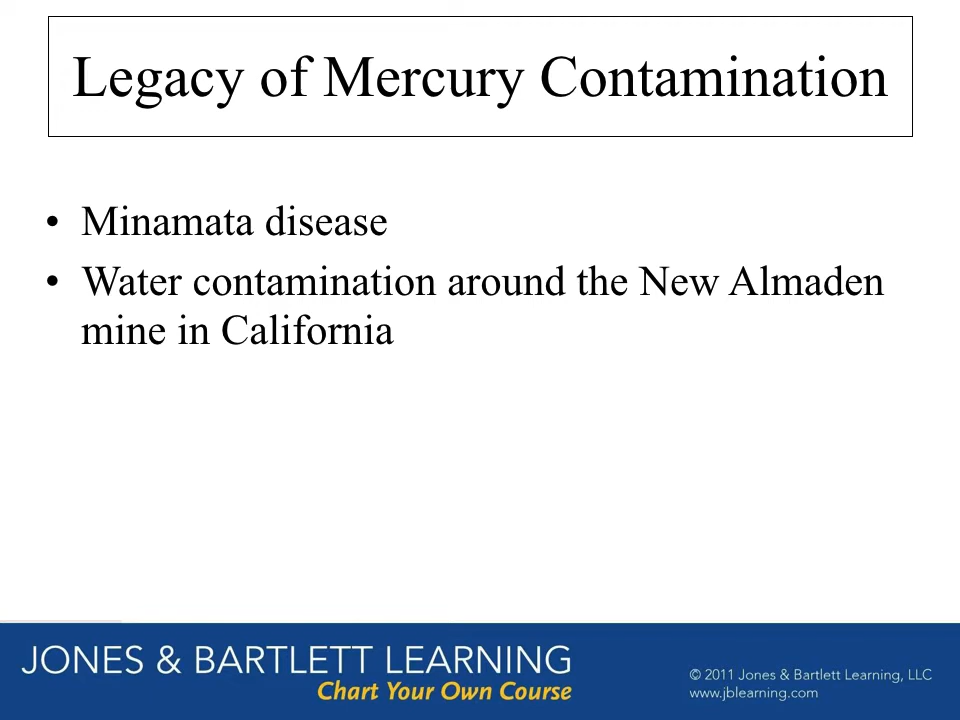 Legacy of Mercury Contamination
• Minamata disease
• Water contamination around the New Almaden
mine in California
JONES & BARTLETT LEARNING
Chart Your Own Course
© 2011 Jones & Bartlett Learning, LLC
www.jblearning.com